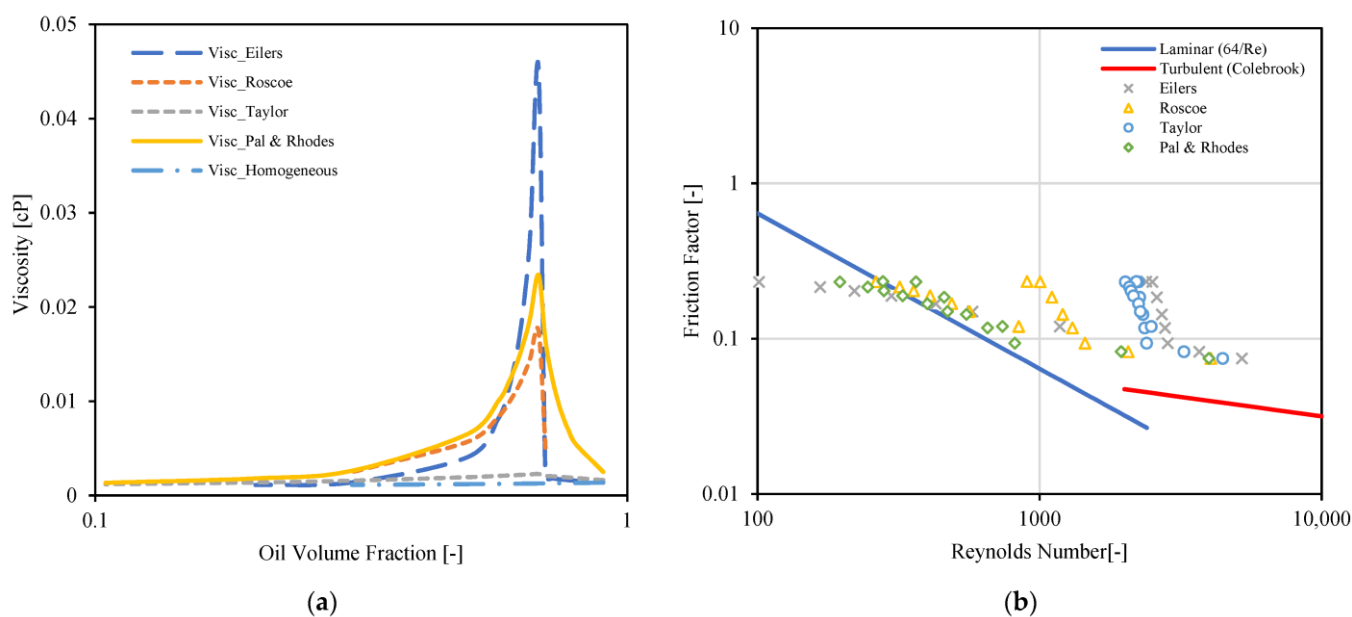 0.05
0.04
0.03
0.02
0.01
0
Viscosity [cP]
Visc_Eilers
Visc_Roscoe
Visc_Taylor
Visc_Pal & Rhodes
Visc_Homogeneous
0.1
1
Oil Volume Fraction [-]
(a)
10
1
0.1
0.01
Friction Factor [-]
Laminar (64/Re)
Turbulent (Colebrook)
Eilers
Roscoe
Taylor
Pal & Rhodes
100
1000
10,000
Reynolds Number[-]
(b)